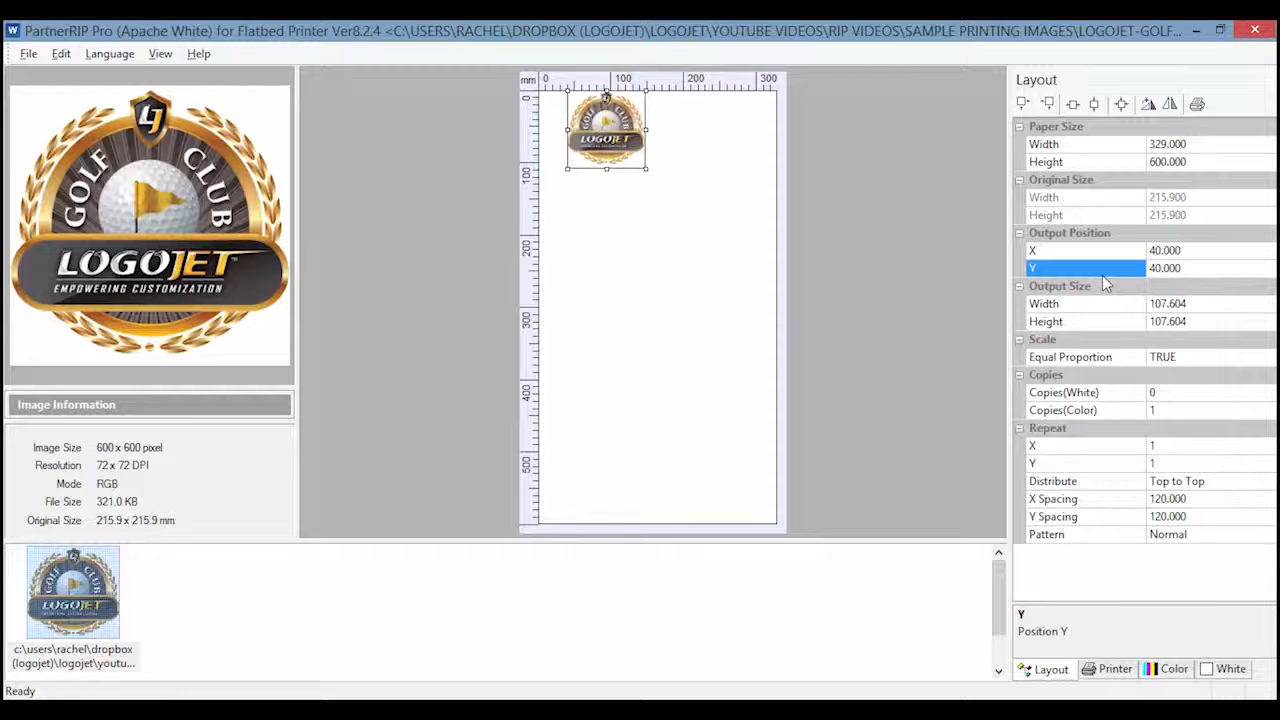 PartnerRIP Pro (Apache White) for Flatbed Printer Ver8.2.4 <C:\USERS\RACHEL\DROPBOX (LOGOJET)\LOGOJET\YOUTUBE VIDEOS\RIP VIDEOS\SAMPLE PRINTING IMAGES\LOGOJET-GOLF...
File Edit Language View Help
LJ
GOLF CLUB
LOGOJET™
EMPOWERING CUSTOMIZATION
Image Information
Image Size 600 x 600 pixel
Resolution 72 x 72 DPI
Mode RGB
File Size 321.0 KB
Original Size 215.9 x 215.9 mm
mm 0 100 200 300
0
100
200
300
400
500
GOLF CLUB
LOGOJET
Layout
Paper Size
Width 329.000
Height 600.000
Original Size
Width 215.900
Height 215.900
Output Position
X 40.000
Y 40.000
Output Size
Width 107.604
Height 107.604
Scale
Equal Proportion TRUE
Copies
Copies(White) 0
Copies(Color) 1
Repeat
X 1
Y 1
Distribute Top to Top
X Spacing 120.000
Y Spacing 120.000
Pattern Normal
Y
Position Y
Layout Printer Color White
GOLF CLUB
LOGOJET
c:\users\rachel\dropbox
(logojet)\logojet\youtu...
Ready